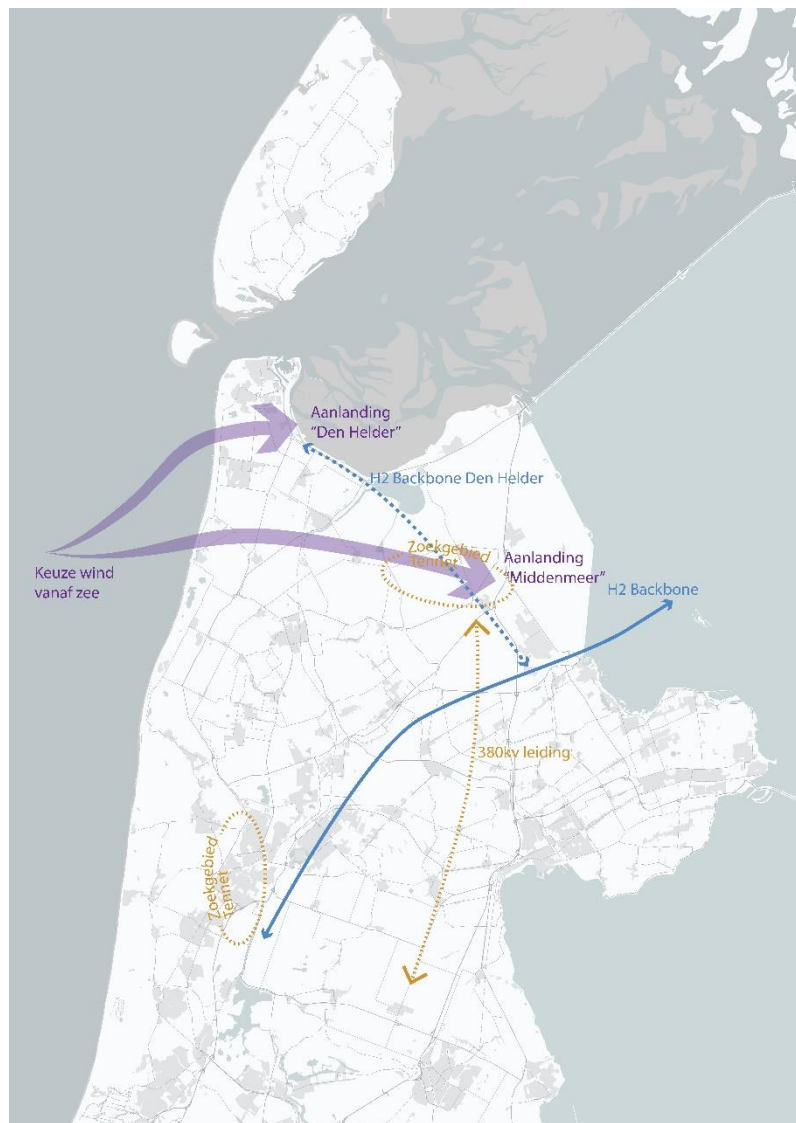 Aanlanding
"Den Helder"
H2 Backbone Den Helder
Keuze wind
vanaf zee
Zoekgebied
Tennet
Aanlanding
"Middenmeer"
H2 Backbone
380kv leiding
Zoekgebied
Tennet